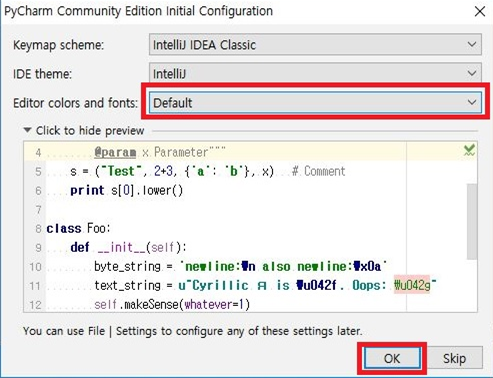 PyCharm Community Edition Initial Configuration
Keymap scheme: IntelliJ IDEA Classic
IDE theme: IntelliJ
Editor colors and fonts: Default
Click to hide preview
4 @param x Parameter"""
5 s = ("Test", 2+3, {'a': 'b'}, x) # Comment
6 print s[0].lower()
7
8 class Foo:
9 def __init__(self):
10 byte_string = 'newline:₩n also newline:₩x0a'
11 text_string = u"Cyrillic Я is ₩u042f. Oops: ₩u042g"
12 self.makeSense(whatever=1)
You can use File | Settings to configure any of these settings later.
OK Skip